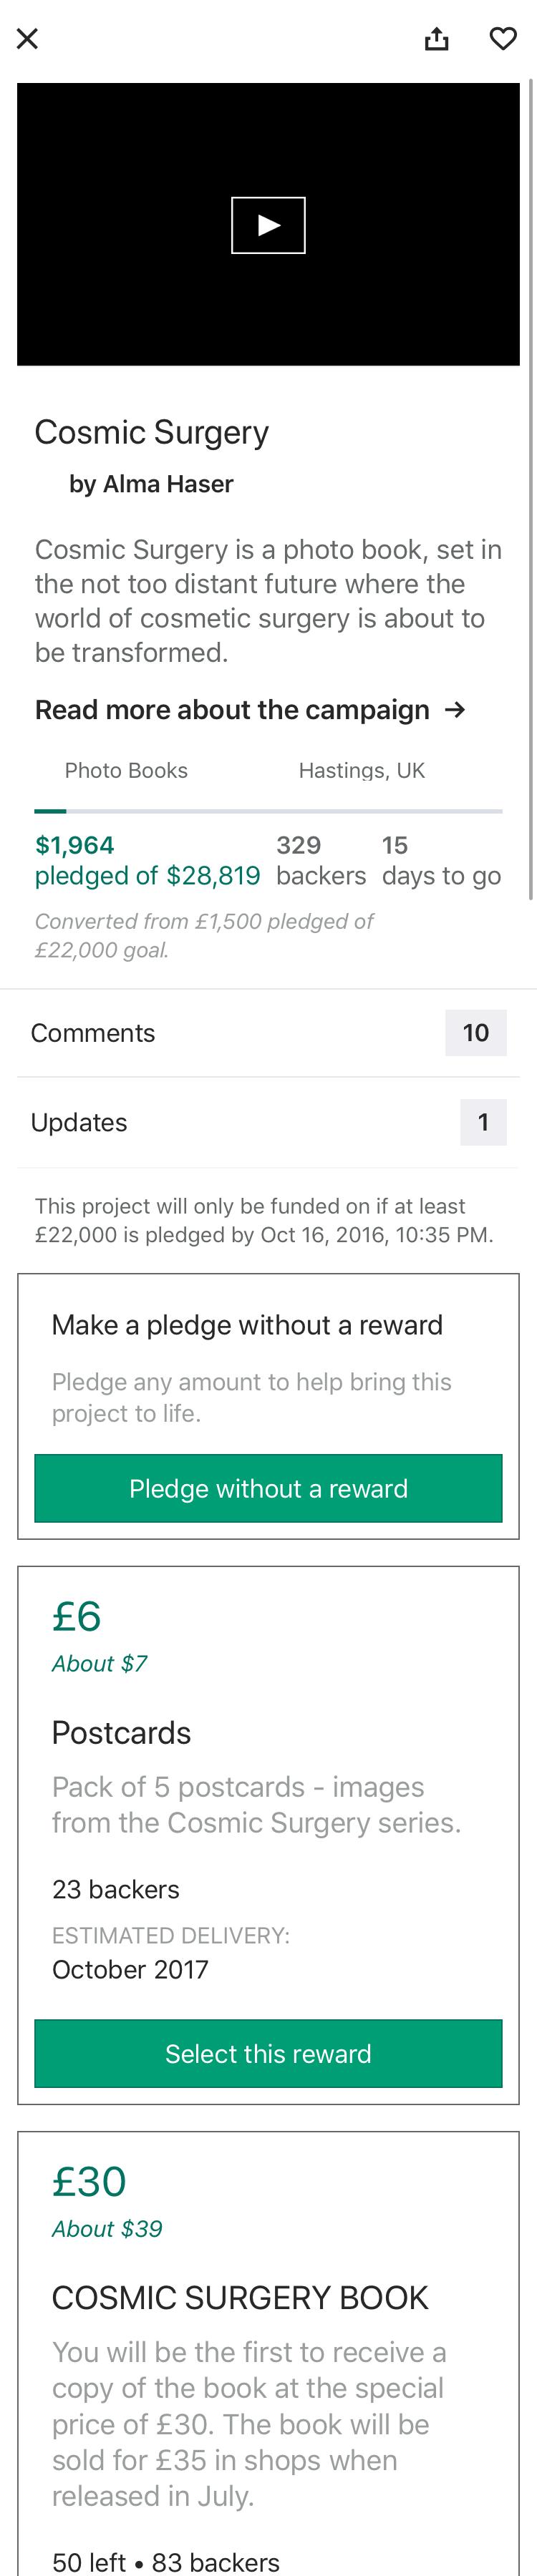 Cosmic Surgery
by Alma Haser
Cosmic Surgery is a photo book, set in
the not too distant future where the
world of cosmetic surgery is about to
be transformed.
Read more about the campaign →
Photo Books
Hastings, UK
$1,964
pledged of $28,819
329
backers
15
days to go
Converted from £1,500 pledged of
£22,000 goal.
Comments
10
Updates
1
This project will only be funded on if at least
£22,000 is pledged by Oct 16, 2016, 10:35 PM.
Make a pledge without a reward
Pledge any amount to help bring this
project to life.
Pledge without a reward
£6
About $7
Postcards
Pack of 5 postcards - images
from the Cosmic Surgery series.
23 backers
ESTIMATED DELIVERY:
October 2017
Select this reward
£30
About $39
COSMIC SURGERY BOOK
You will be the first to receive a
copy of the book at the special
price of £30. The book will be
sold for £35 in shops when
released in July.
50 left • 83 backers